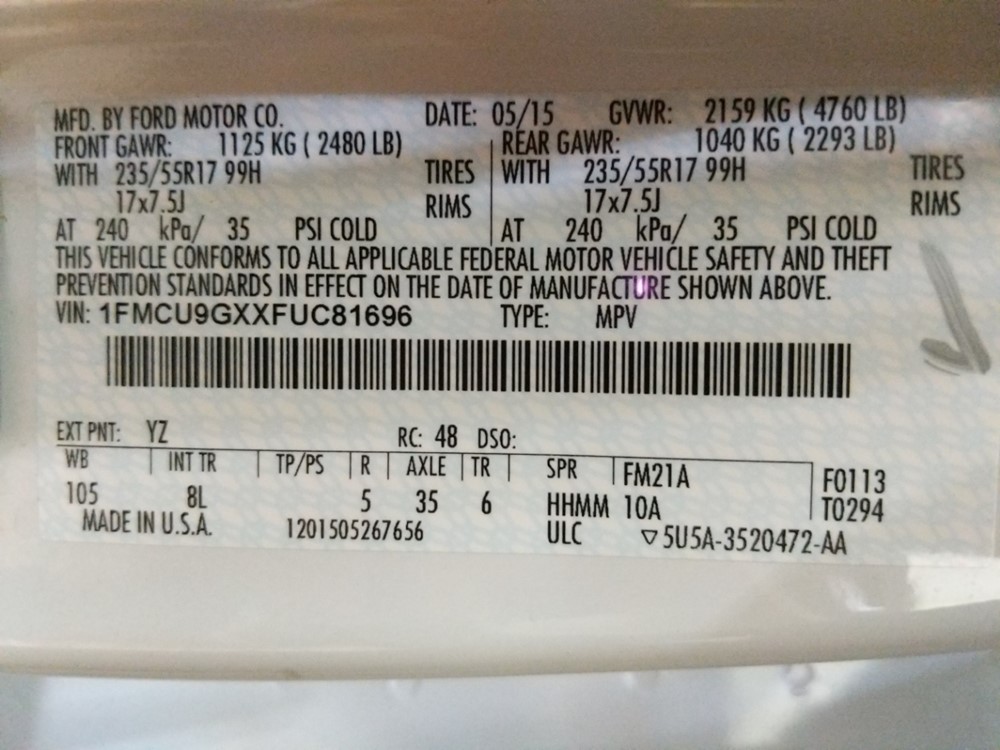 MFD. BY FORD MOTOR CO. DATE: 05/15 GVWR: 2159 KG ( 4760 LB)
FRONT GAWR: 1125 KG ( 2480 LB) REAR GAWR: 1040 KG ( 2293 LB)
WITH 235/55R17 99H TIRES WITH 235/55R17 99H TIRES
17x7.5J RIMS 17x7.5J RIMS
AT 240 kPa/ 35 PSI COLD AT 240 kPa/ 35 PSI COLD
THIS VEHICLE CONFORMS TO ALL APPLICABLE FEDERAL MOTOR VEHICLE SAFETY AND THEFT
PREVENTION STANDARDS IN EFFECT ON THE DATE OF MANUFACTURE SHOWN ABOVE.
VIN: 1FMCU9GXXFUC81696 TYPE: MPV
EXT PNT: YZ RC: 48 DSO:
WB INT TR TP/PS R AXLE TR SPR FM21A F0113
105 8L 5 35 6 HHMM 10A T0294
MADE IN U.S.A. 1201505267656 ULC ▽5U5A-3520472-AA